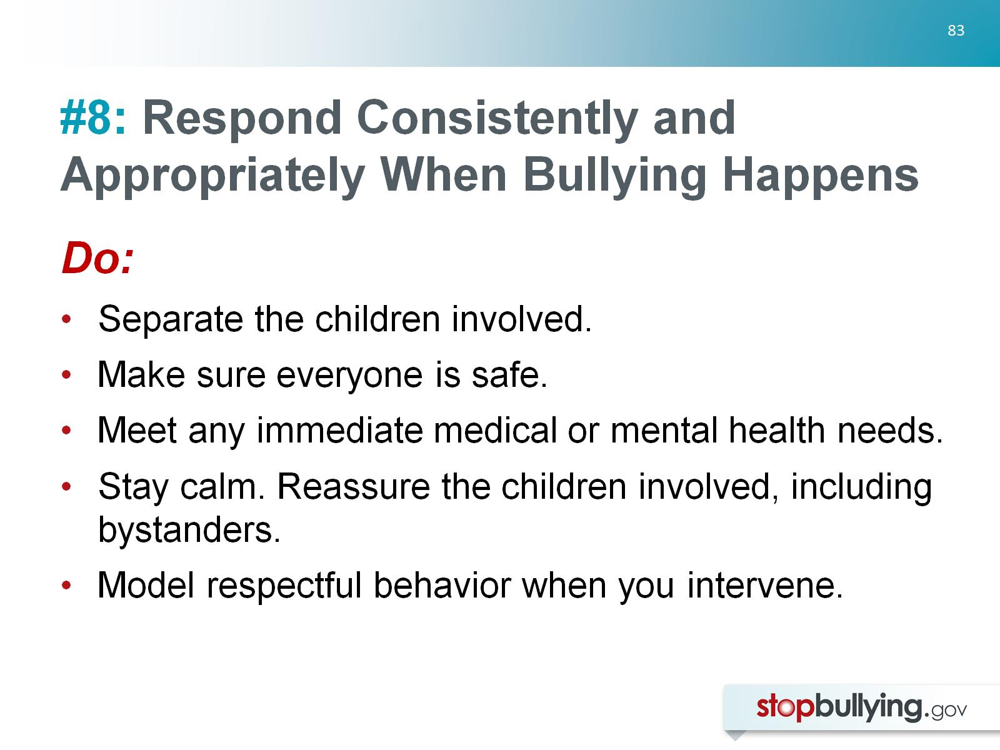 83
#8: Respond Consistently and
Appropriately When Bullying Happens
Do:
• Separate the children involved.
• Make sure everyone is safe.
• Meet any immediate medical or mental health needs.
• Stay calm. Reassure the children involved, including
bystanders.
• Model respectful behavior when you intervene.
stopbullying.gov